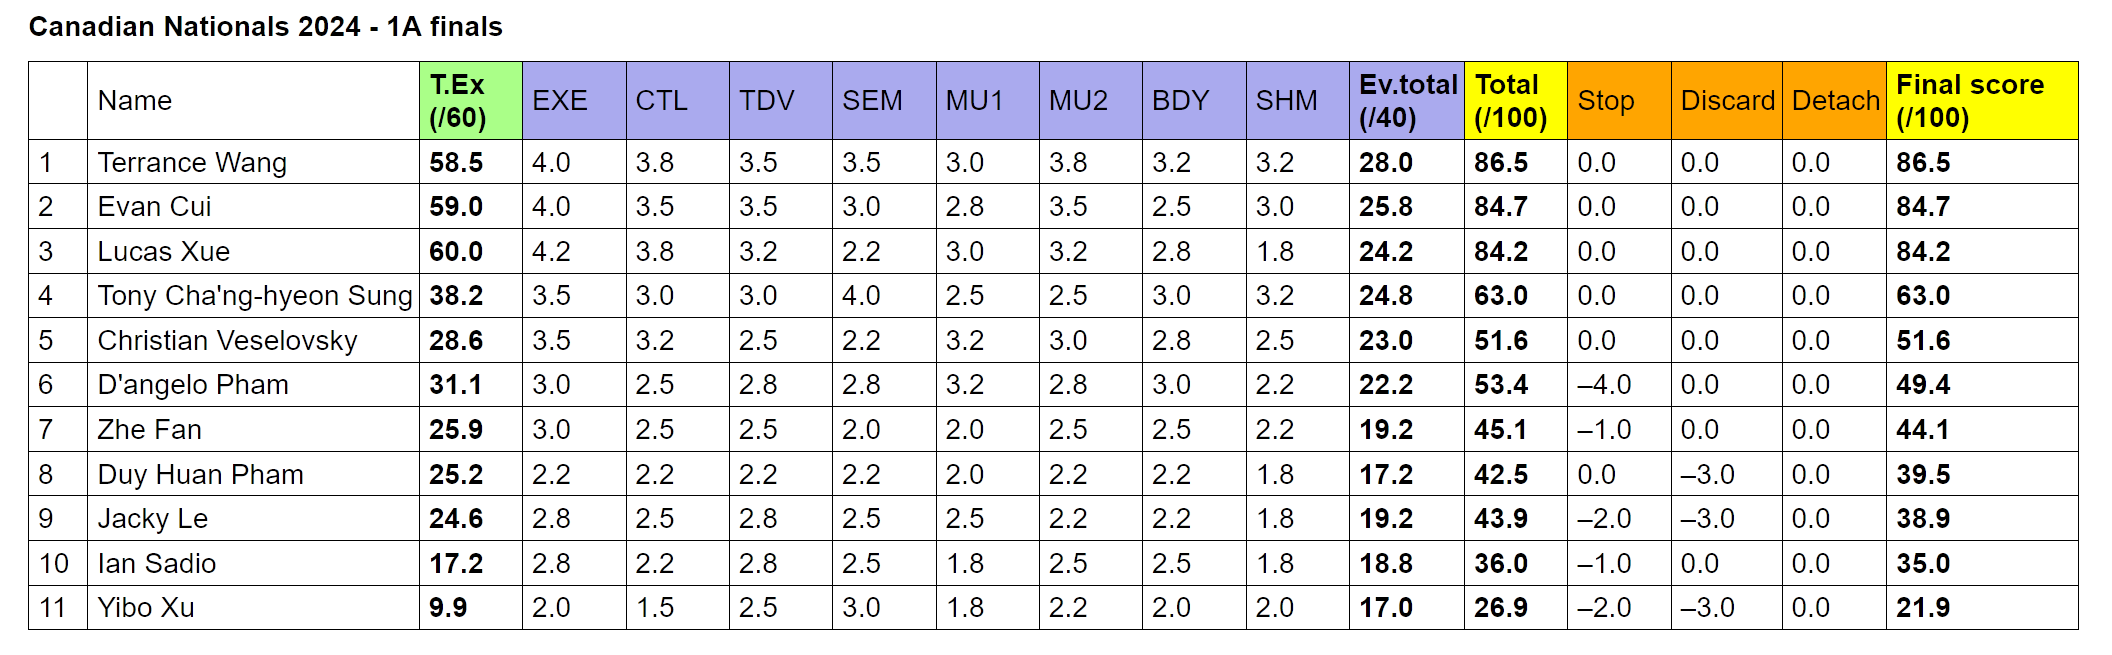 Canadian Nationals 2024 - 1A finals
Name T.Ex (/60) EXE CTL TDV SEM MU1 MU2 BDY SHM Ev.total (/40) Total (/100) Stop Discard Detach Final score (/100)
1 Terrance Wang 58.5 4.0 3.8 3.5 3.5 3.0 3.8 3.2 3.2 28.0 86.5 0.0 0.0 0.0 86.5
2 Evan Cui 59.0 4.0 3.5 3.5 3.0 2.8 3.5 2.5 3.0 25.8 84.7 0.0 0.0 0.0 84.7
3 Lucas Xue 60.0 4.2 3.8 3.2 2.2 3.0 3.2 2.8 1.8 24.2 84.2 0.0 0.0 0.0 84.2
4 Tony Cha'ng-hyeon Sung 38.2 3.5 3.0 3.0 4.0 2.5 2.5 3.0 3.2 24.8 63.0 0.0 0.0 0.0 63.0
5 Christian Veselovsky 28.6 3.5 3.2 2.5 2.2 3.2 3.0 2.8 2.5 23.0 51.6 0.0 0.0 0.0 51.6
6 D'angelo Pham 31.1 3.0 2.5 2.8 2.8 3.2 2.8 3.0 2.2 22.2 53.4 –4.0 0.0 0.0 49.4
7 Zhe Fan 25.9 3.0 2.5 2.5 2.0 2.0 2.5 2.5 2.2 19.2 45.1 –1.0 0.0 0.0 44.1
8 Duy Huan Pham 25.2 2.2 2.2 2.2 2.2 2.0 2.2 2.2 1.8 17.2 42.5 0.0 –3.0 0.0 39.5
9 Jacky Le 24.6 2.8 2.5 2.8 2.5 2.5 2.2 2.2 1.8 19.2 43.9 –2.0 –3.0 0.0 38.9
10 Ian Sadio 17.2 2.8 2.2 2.8 2.5 1.8 2.5 2.5 1.8 18.8 36.0 –1.0 0.0 0.0 35.0
11 Yibo Xu 9.9 2.0 1.5 2.5 3.0 1.8 2.2 2.0 2.0 17.0 26.9 –2.0 –3.0 0.0 21.9